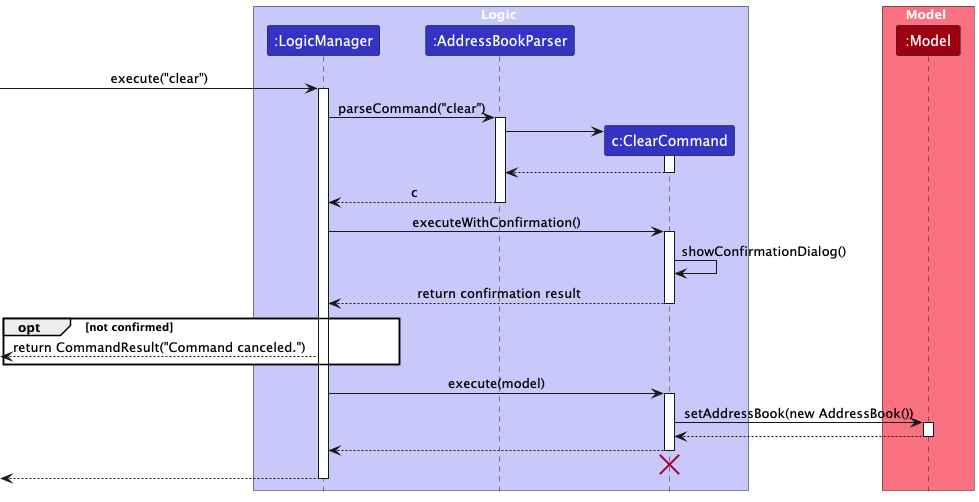 Logic
Model
:LogicManager
:AddressBookParser
:Model
execute("clear")
parseCommand("clear")
c:ClearCommand
c
executeWithConfirmation()
showConfirmationDialog()
return confirmation result
opt
[not confirmed]
return CommandResult("Command canceled.")
execute(model)
setAddressBook(new AddressBook())